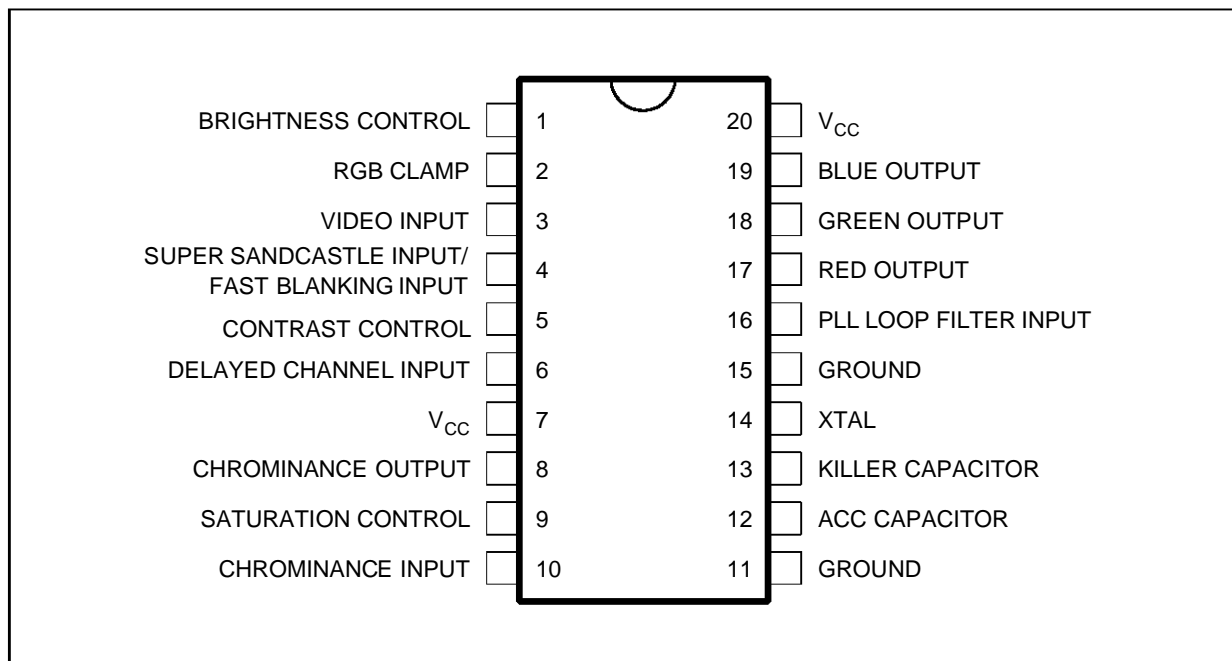 BRIGHTNESS CONTROL 1 20 VCC
RGB CLAMP 2 19 BLUE OUTPUT
VIDEO INPUT 3 18 GREEN OUTPUT
SUPER SANDCASTLE INPUT/
FAST BLANKING INPUT 4 17 RED OUTPUT
CONTRAST CONTROL 5 16 PLL LOOP FILTER INPUT
DELAYED CHANNEL INPUT 6 15 GROUND
VCC 7 14 XTAL
CHROMINANCE OUTPUT 8 13 KILLER CAPACITOR
SATURATION CONTROL 9 12 ACC CAPACITOR
CHROMINANCE INPUT 10 11 GROUND